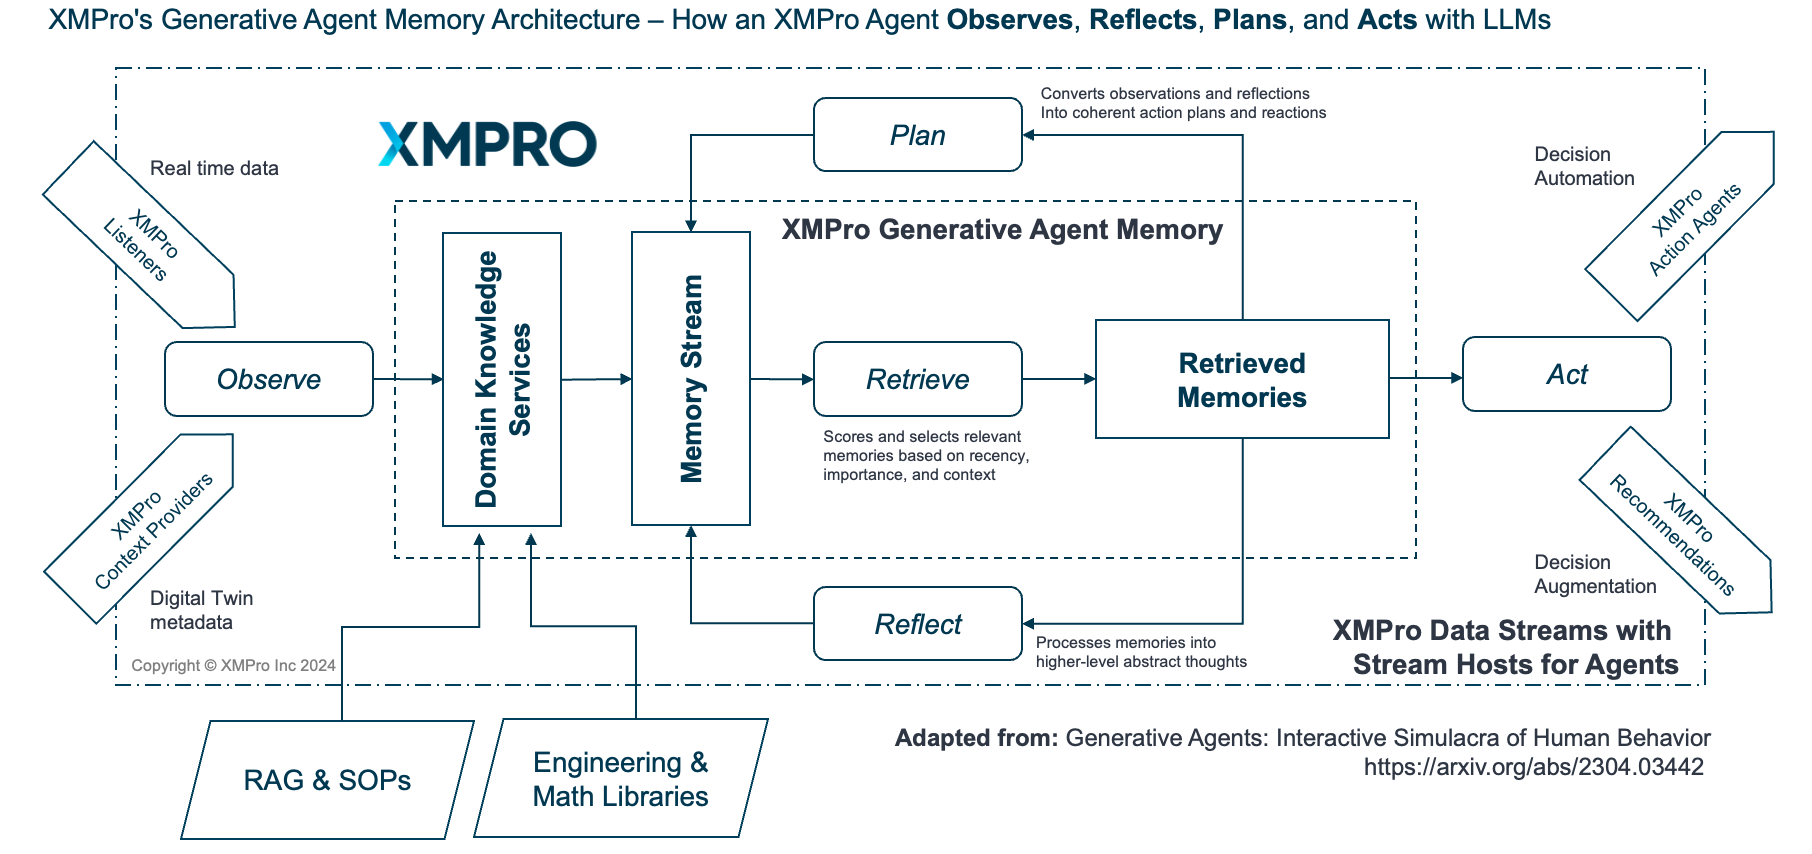 XMPro's Generative Agent Memory Architecture – How an XMPro Agent Observes, Reflects, Plans, and Acts with LLMs
Converts observations and reflections
Into coherent action plans and reactions
Plan
XMPRO
Real time data
Decision
Automation
XMPro
Listeners
XMPro
Action Agents
XMPro Generative Agent Memory
Observe
Domain Knowledge
Services
Memory Stream
Retrieve
Retrieved
Memories
Act
Scores and selects relevant
memories based on recency,
importance, and context
XMPro
Context Providers
XMPro
Recommendations
Digital Twin
metadata
Decision
Augmentation
Reflect
Processes memories into
higher-level abstract thoughts
XMPro Data Streams with
Stream Hosts for Agents
Copyright © XMPro Inc 2024
RAG & SOPs
Engineering &
Math Libraries
Adapted from: Generative Agents: Interactive Simulacra of Human Behavior
https://arxiv.org/abs/2304.03442